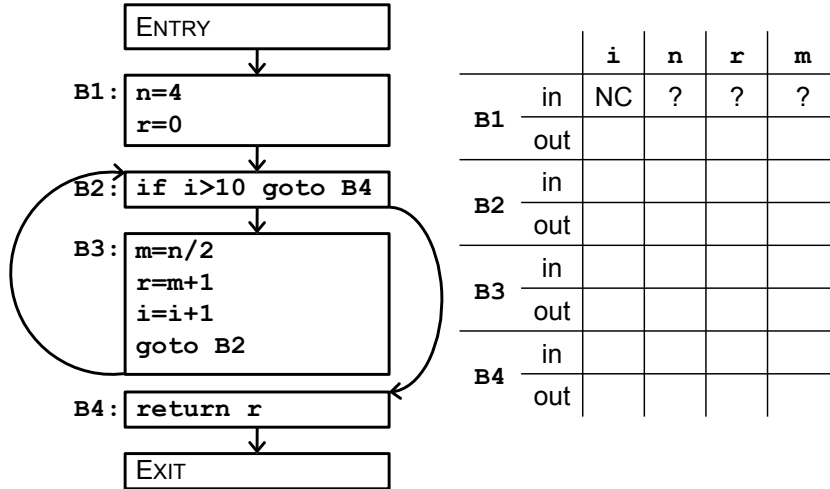 ENTRY
B1: n=4
r=0
B2: if i>10 goto B4
B3: m=n/2
r=m+1
i=i+1
goto B2
B4: return r
EXIT
i n r m
B1 in NC ? ? ?
out
B2 in
out
B3 in
out
B4 in
out